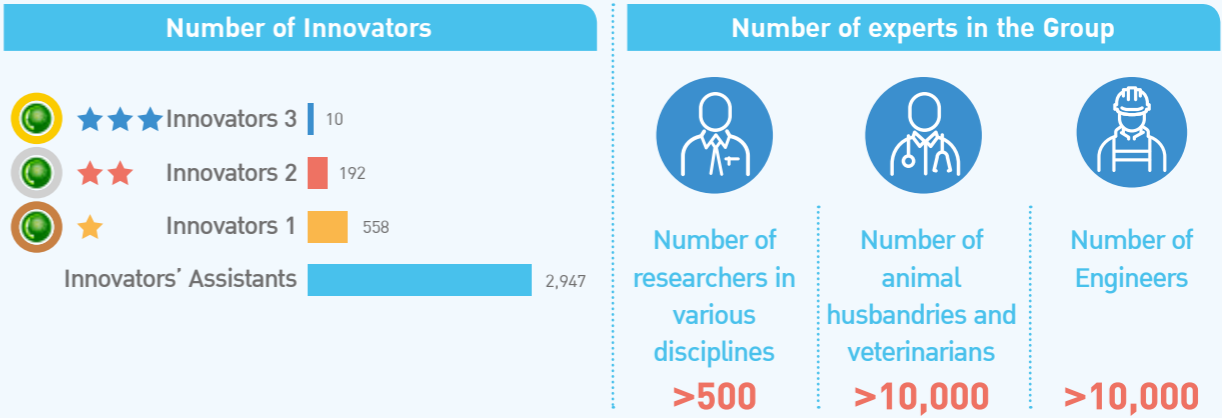 Number of Innovators
Innovators 3 10
Innovators 2 192
Innovators 1 558
Innovators' Assistants 2,947
Number of experts in the Group
Number of
researchers in
various
disciplines
>500
Number of
animal
husbandries and
veterinarians
>10,000
Number of
Engineers
>10,000